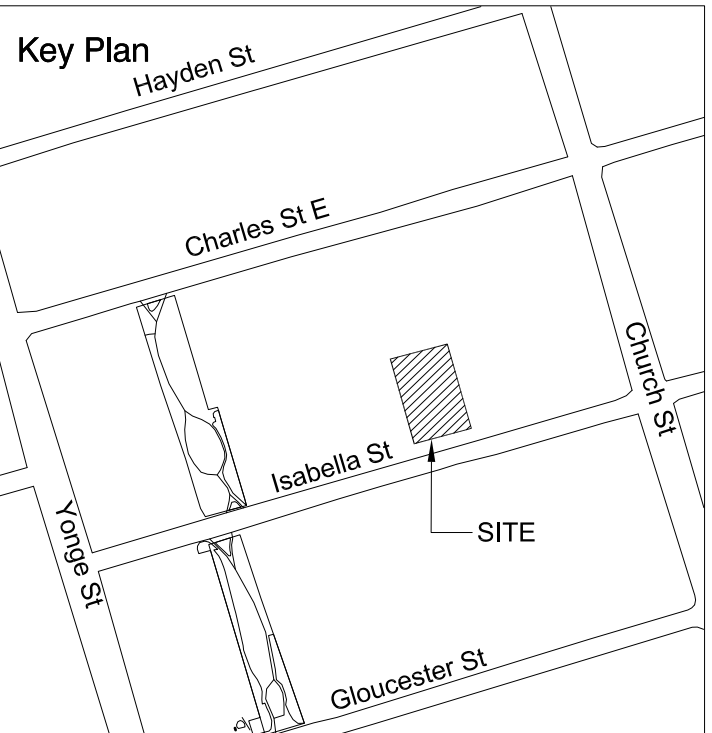 Key Plan
Hayden St
Charles St E
Church St
Isabella St
SITE
Yonge St
Gloucester St